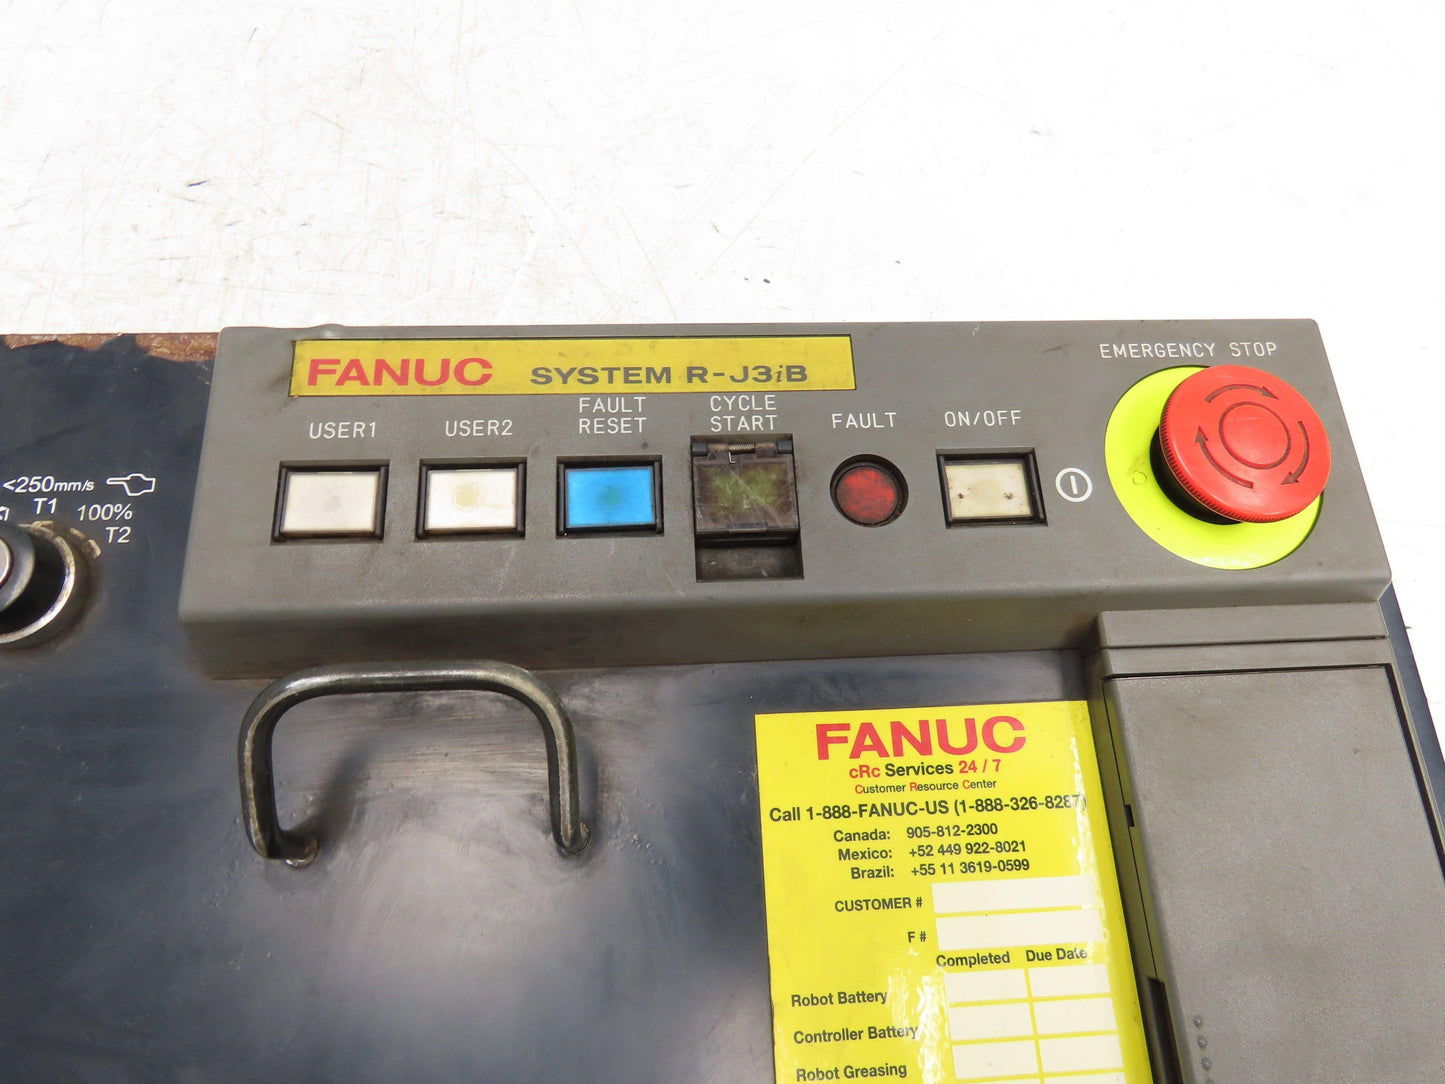 FANUC SYSTEM R-J3iB
EMERGENCY STOP
USER1
USER2
FAULT
RESET
CYCLE
START
FAULT
ON/OFF
<250mm/s
T1 100%
T2
FANUC
cRc Services 24 / 7
Customer Resource Center
Call 1-888-FANUC-US (1-888-326-8287)
Canada: 905-812-2300
Mexico: +52 449 922-8021
Brazil: +55 11 3619-0599
CUSTOMER #
F #
Completed Due Date
Robot Battery
Controller Battery
Robot Greasing